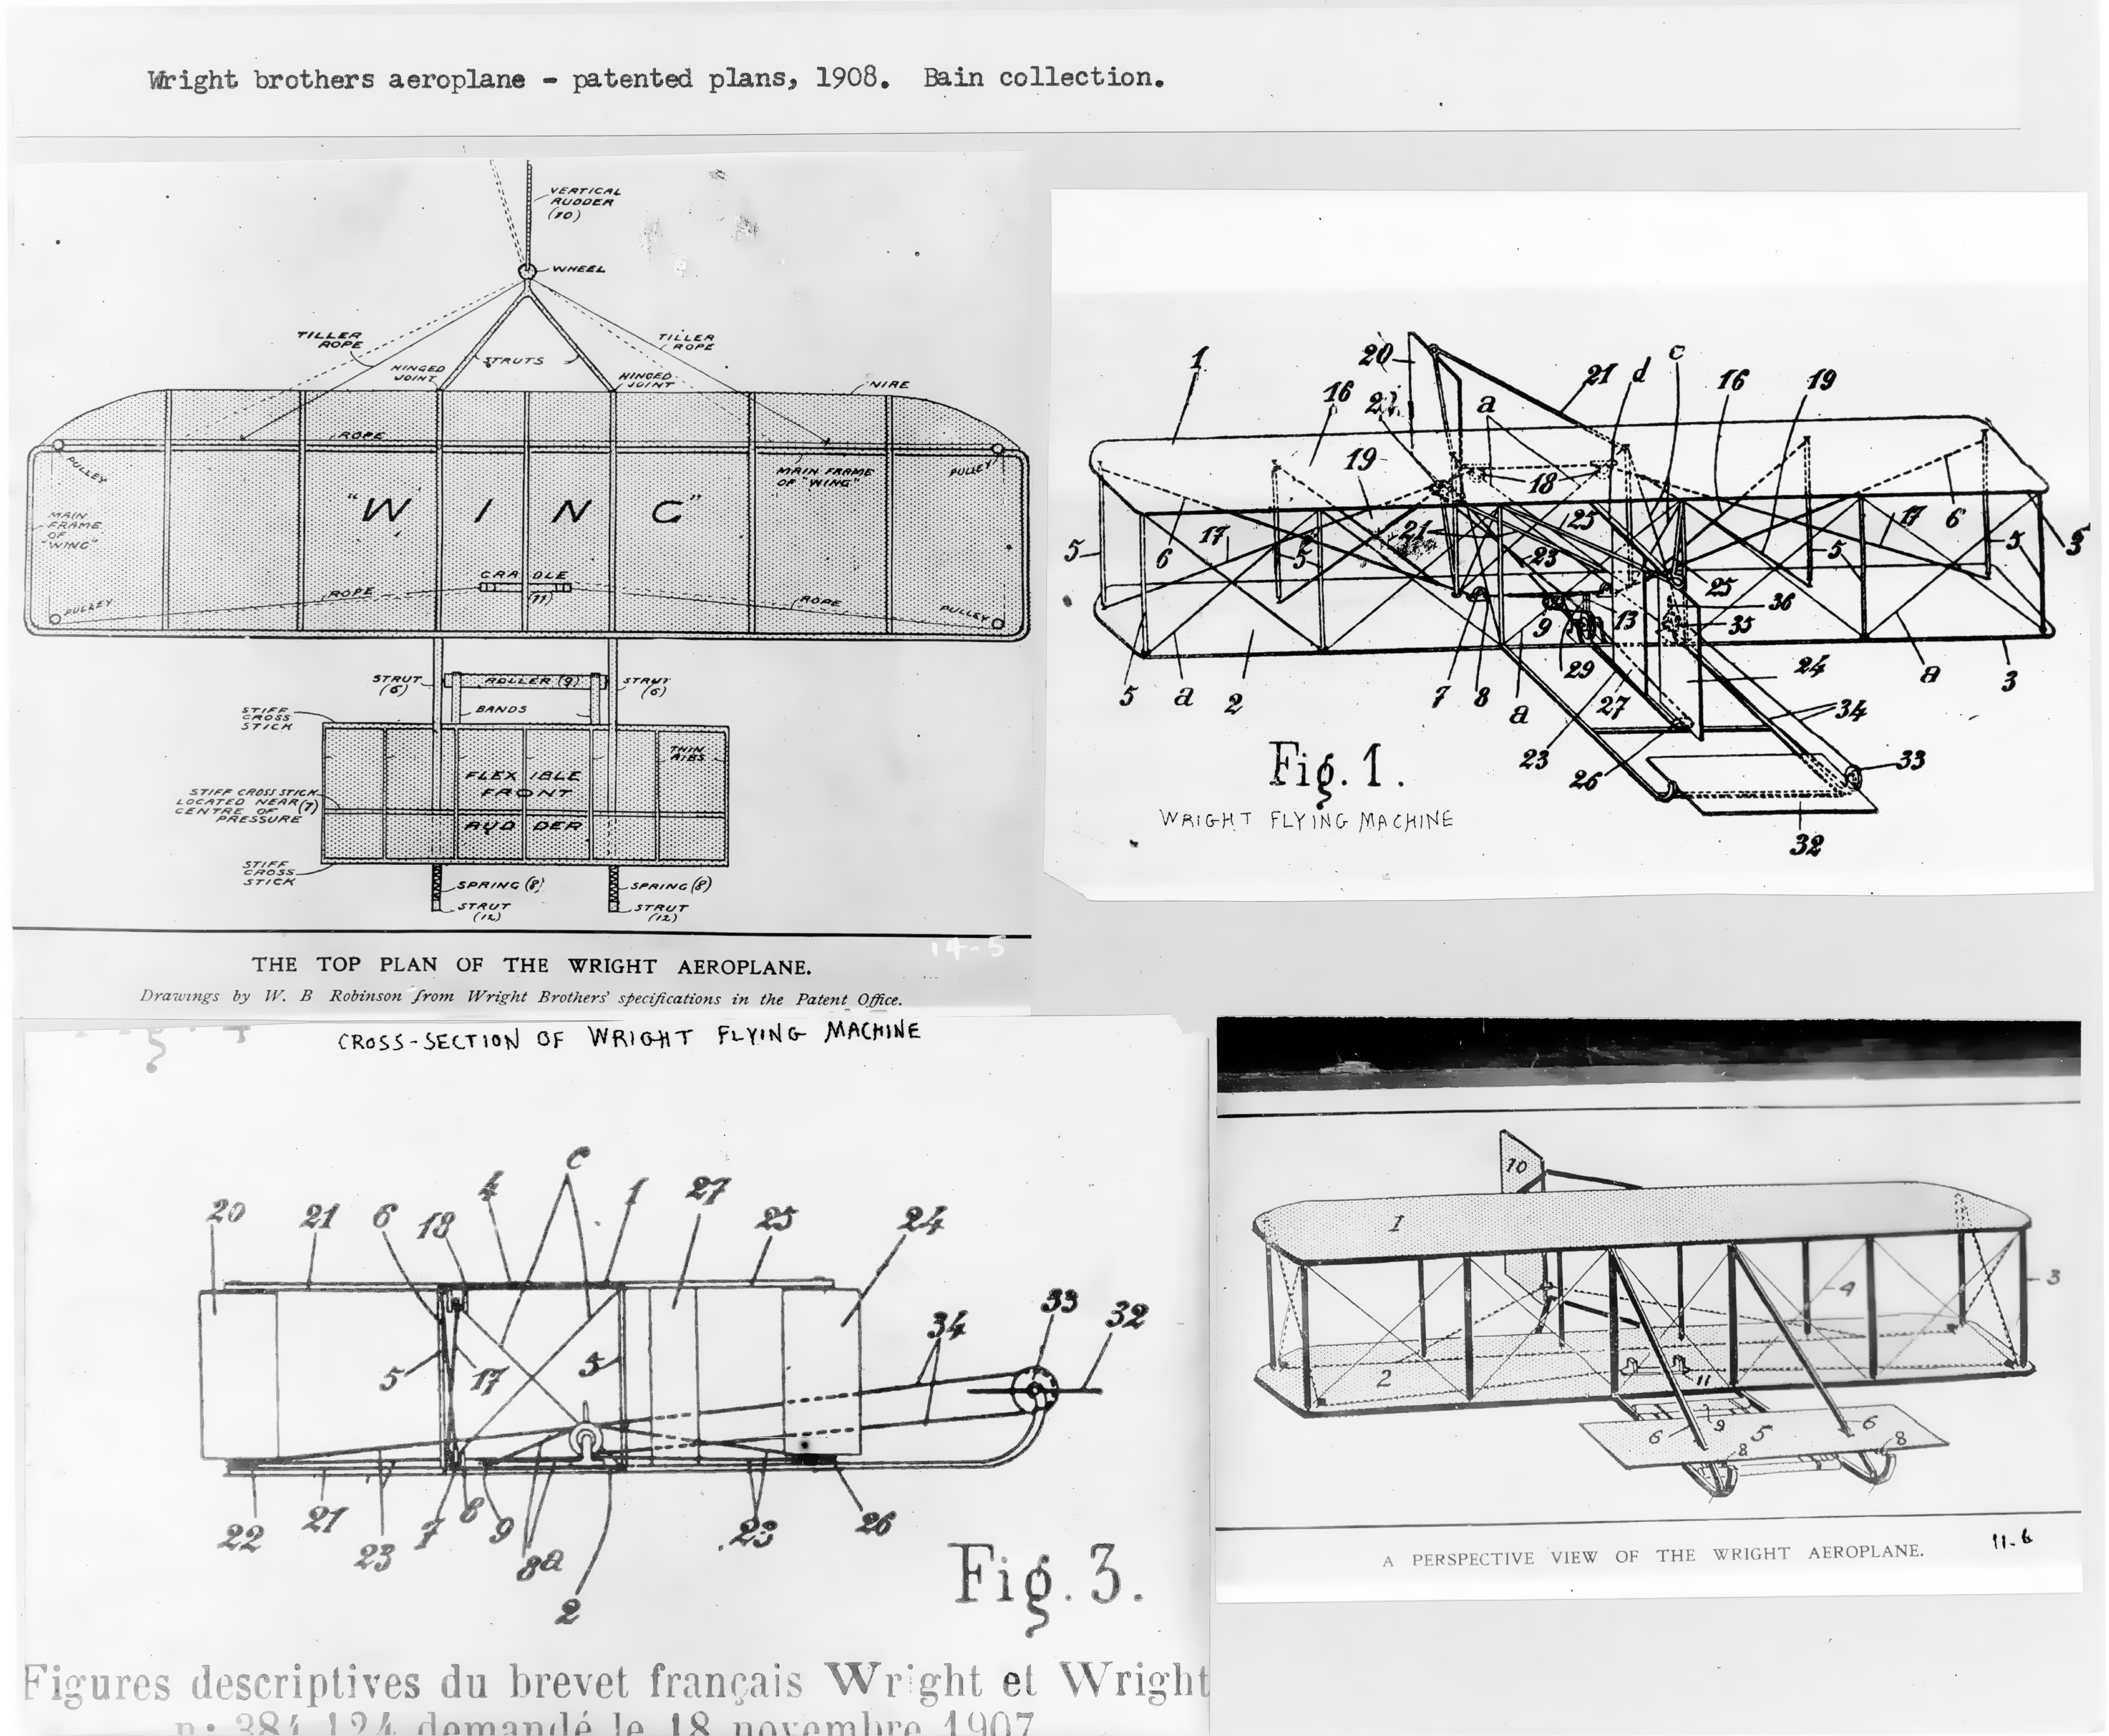 Wright brothers aeroplane - patented plans, 1908.  Bain collection.
VERTICAL
RUDDER
(10)
WHEEL
TILLER
ROPE
TILLER
ROPE
STRUTS
HINGED
JOINT
HINGED
JOINT
WIRE
ROPE
PULLEY
MAIN FRAME
OF "WING"
PULLEY
"WING"
MAIN
FRAME
OF
"WING"
CRADLE
(11)
PULLEY
ROPE
ROPE
PULLEY
STRUT
(6)
ROLLER (9)
STRUT
(6)
BANDS
STIFF
CROSS
STICK
THIN
RIBS
FLEXIBLE
FRONT
RUDDER
STIFF CROSS STICK
LOCATED NEAR (7)
CENTRE OF
PRESSURE
STIFF
CROSS
STICK
SPRING (8)
SPRING (8)
STRUT
(12)
STRUT
(12)
14-5
THE TOP PLAN OF THE WRIGHT AEROPLANE.
Drawings by W. B Robinson from Wright Brothers' specifications in the Patent Office.
1
20
16
21
a
21
d
c
16
19
19
18
5
6
17
5
21
25
23
5
17
6
5
3
25
36
35
13
9
29
5
a
2
7
8
a
27
24
a
3
34
23
26
33
32
Fig. 1.
WRIGHT FLYING MACHINE
CROSS-SECTION OF WRIGHT FLYING MACHINE
20
21
6
18
4
c
1
27
25
24
34
33
32
5
17
5
22
21
23
7
8
9
8a
2
23
26
Fig. 3.
Figures descriptives du brevet français Wright et Wright
n: 384.124 demandé le 18 novembre 1907
10
1
3
4
2
11
9
6
5
6
8
8
A PERSPECTIVE VIEW OF THE WRIGHT AEROPLANE.
11-6